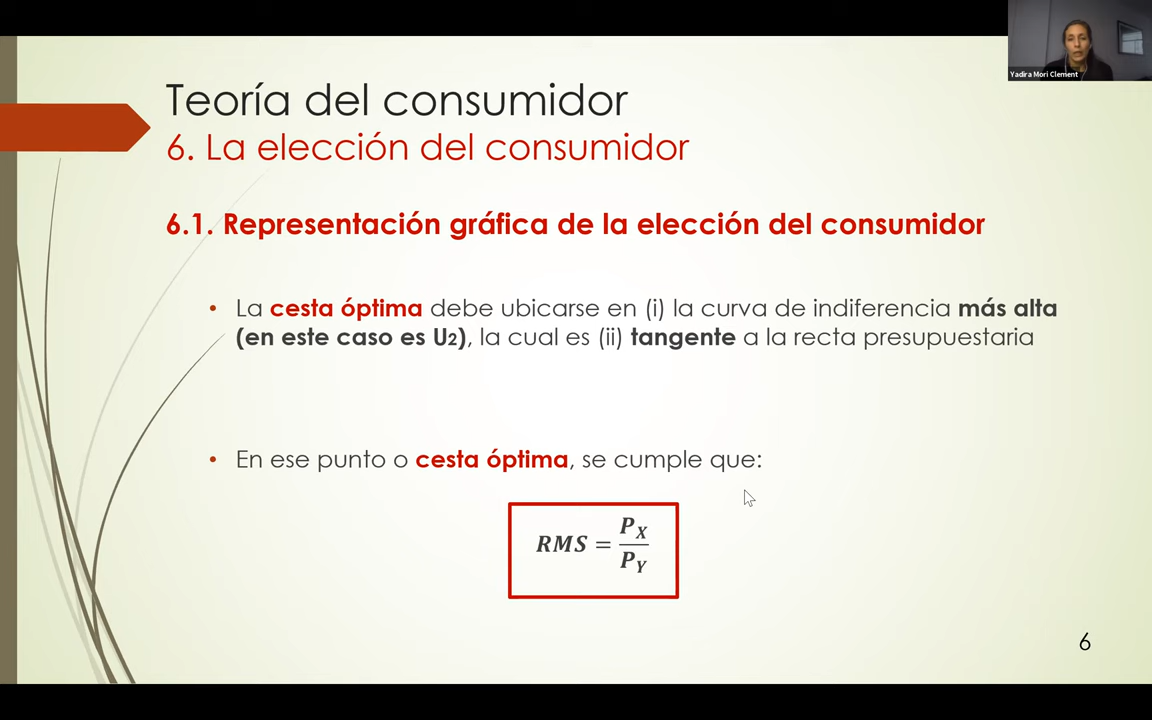 Yadira Mori Clement
Teoría del consumidor
6. La elección del consumidor
6.1. Representación gráfica de la elección del consumidor
• La cesta óptima debe ubicarse en (i) la curva de indiferencia más alta
(en este caso es U₂), la cual es (ii) tangente a la recta presupuestaria
• En ese punto o cesta óptima, se cumple que:
RMS = P_X / P_Y
6